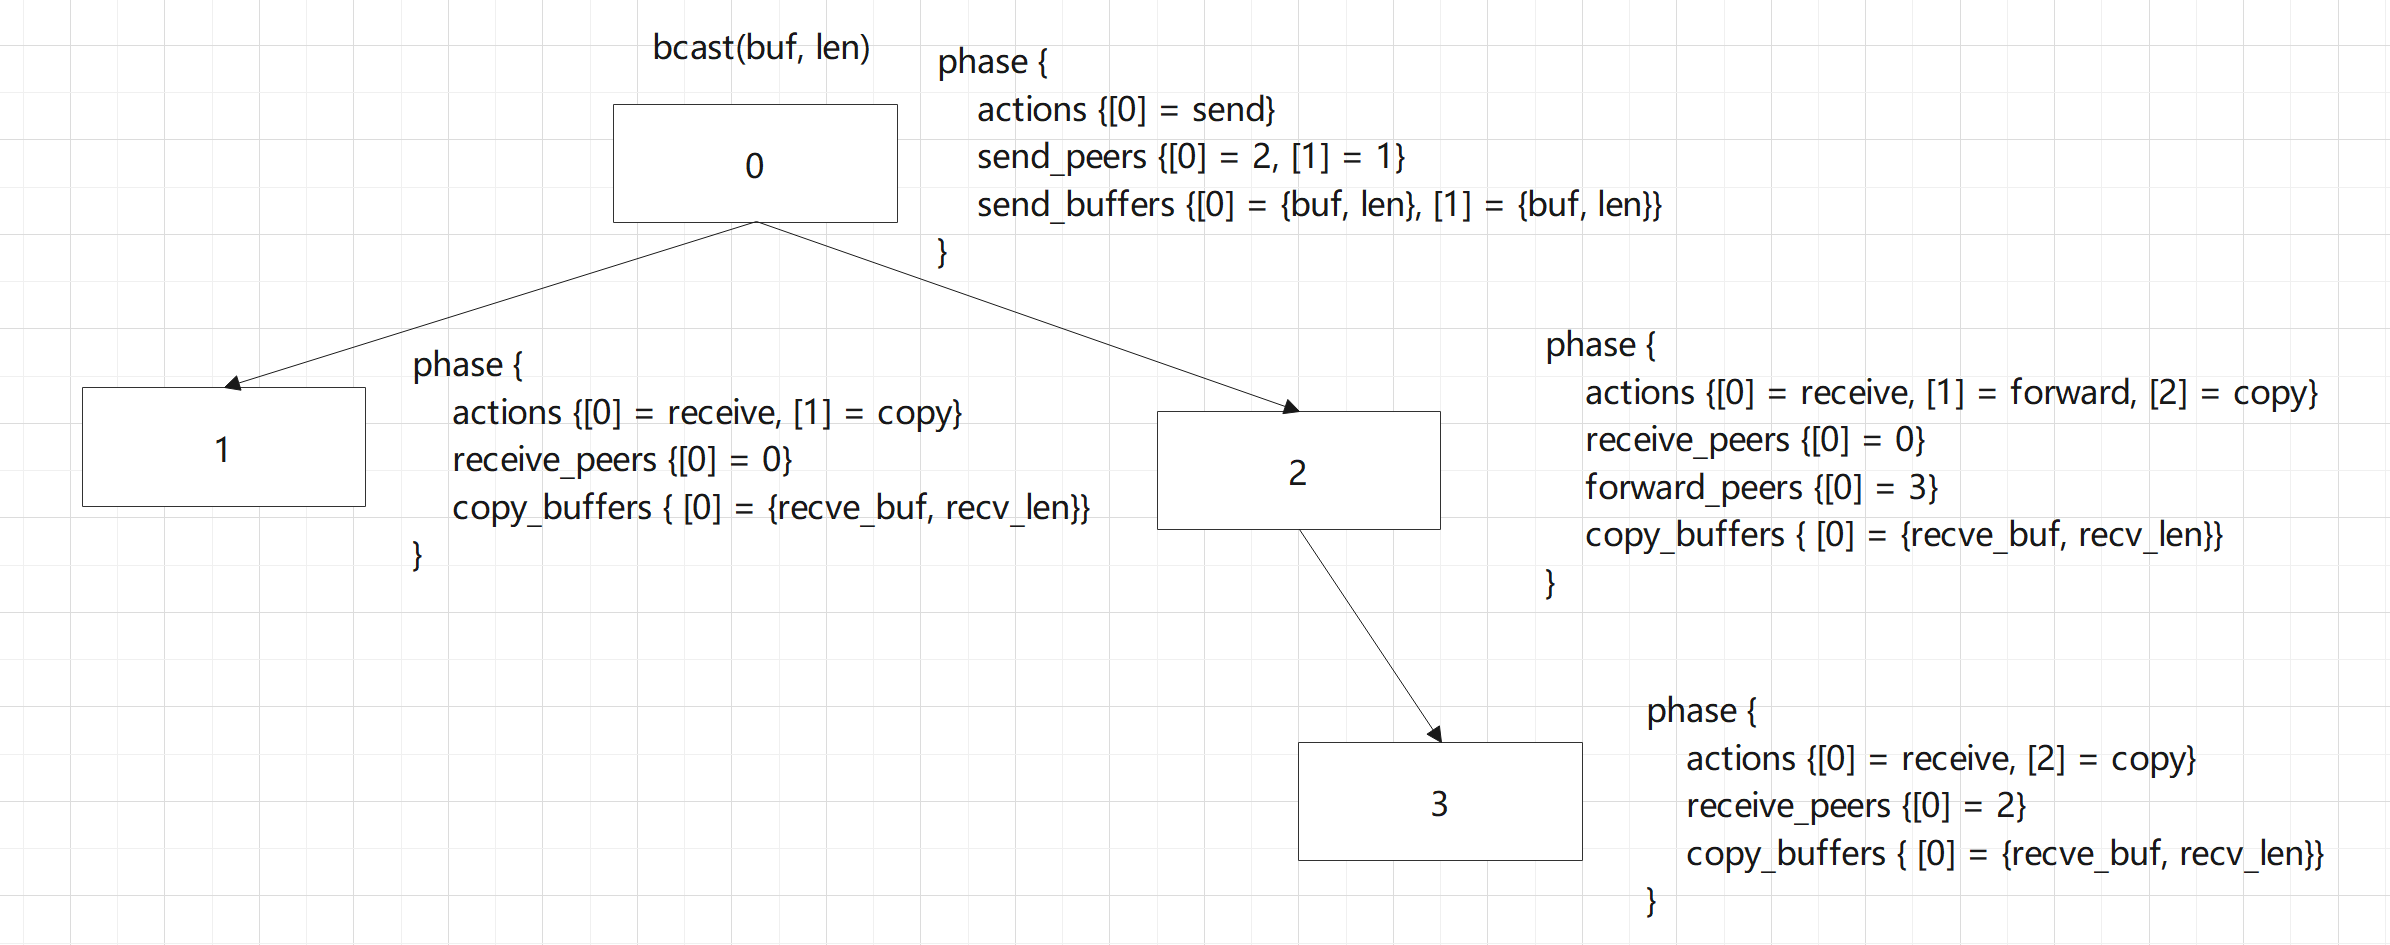 bcast(buf, len)
phase {
actions {[0] = send}
send_peers {[0] = 2, [1] = 1}
send_buffers {[0] = {buf, len}, [1] = {buf, len}}
}
0
phase {
actions {[0] = receive, [1] = copy}
receive_peers {[0] = 0}
copy_buffers { [0] = {recve_buf, recv_len}}
}
1
phase {
actions {[0] = receive, [1] = forward, [2] = copy}
receive_peers {[0] = 0}
forward_peers {[0] = 3}
copy_buffers { [0] = {recve_buf, recv_len}}
}
2
phase {
actions {[0] = receive, [2] = copy}
receive_peers {[0] = 2}
copy_buffers { [0] = {recve_buf, recv_len}}
}
3